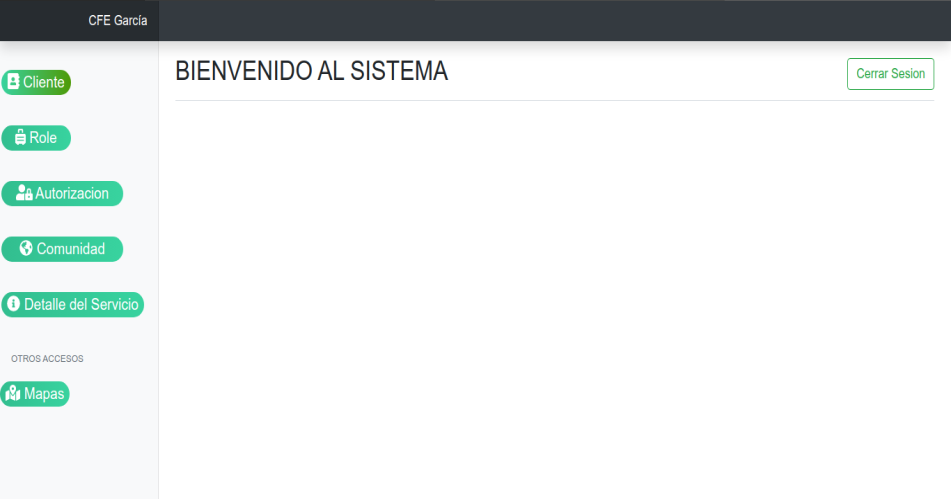 CFE García
BIENVENIDO AL SISTEMA
Cerrar Sesion
Cliente
Role
Autorizacion
Comunidad
Detalle del Servicio
OTROS ACCESOS
Mapas